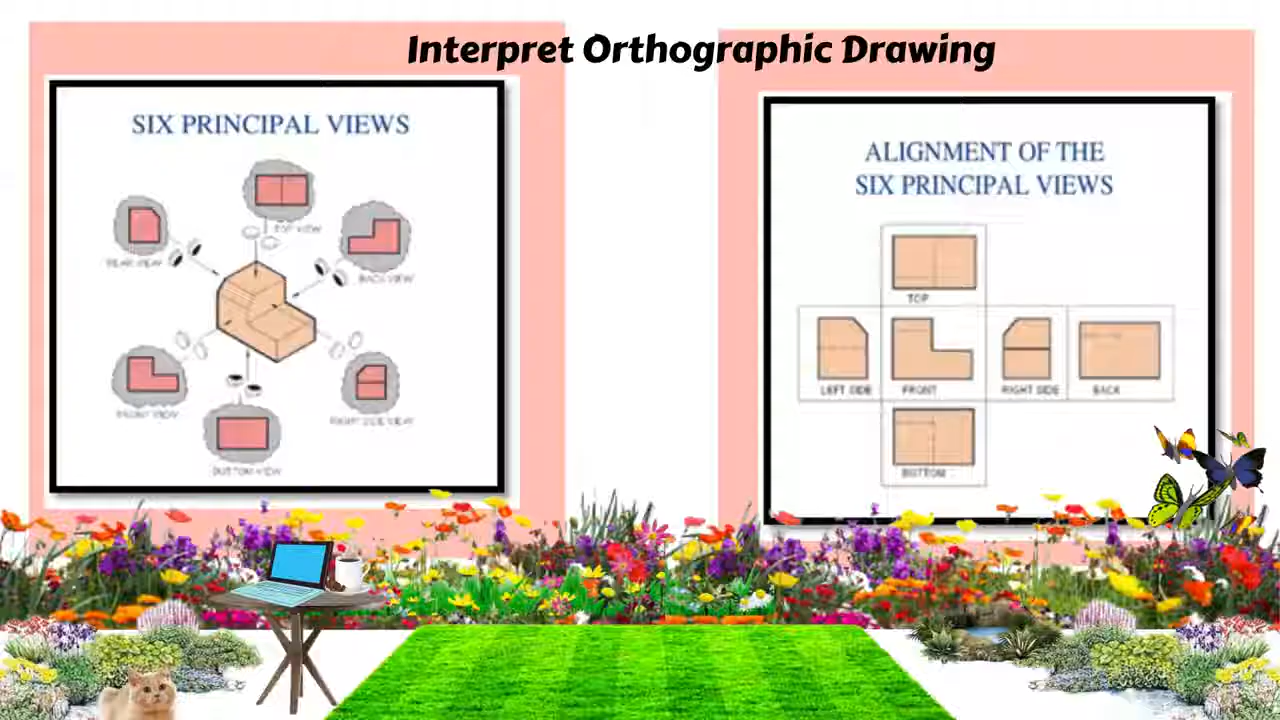 Interpret Orthographic Drawing
SIX PRINCIPAL VIEWS
TOP VIEW
REAR VIEW
BACK VIEW
FRONT VIEW
RIGHT SIDE VIEW
BOTTOM VIEW
ALIGNMENT OF THE
SIX PRINCIPAL VIEWS
TOP
LEFT SIDE
FRONT
RIGHT SIDE
BACK
BOTTOM